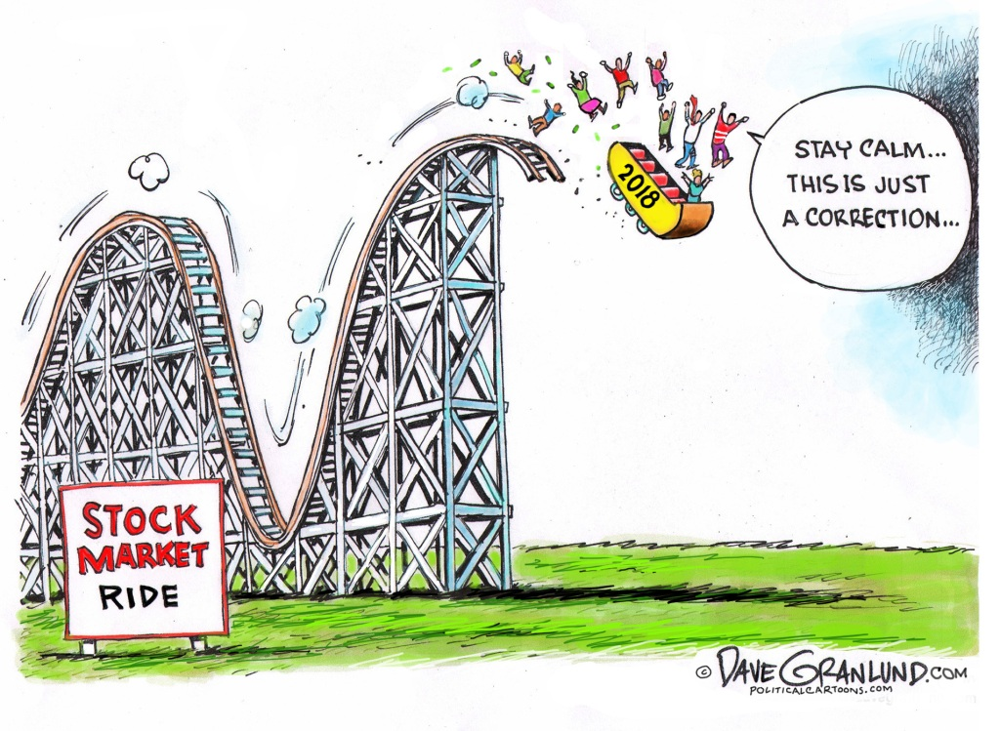 2018
STAY CALM...
THIS IS JUST
A CORRECTION...
STOCK
MARKET
RIDE
© DAVE GRANLUND.COM
POLITICALCARTOONS.COM